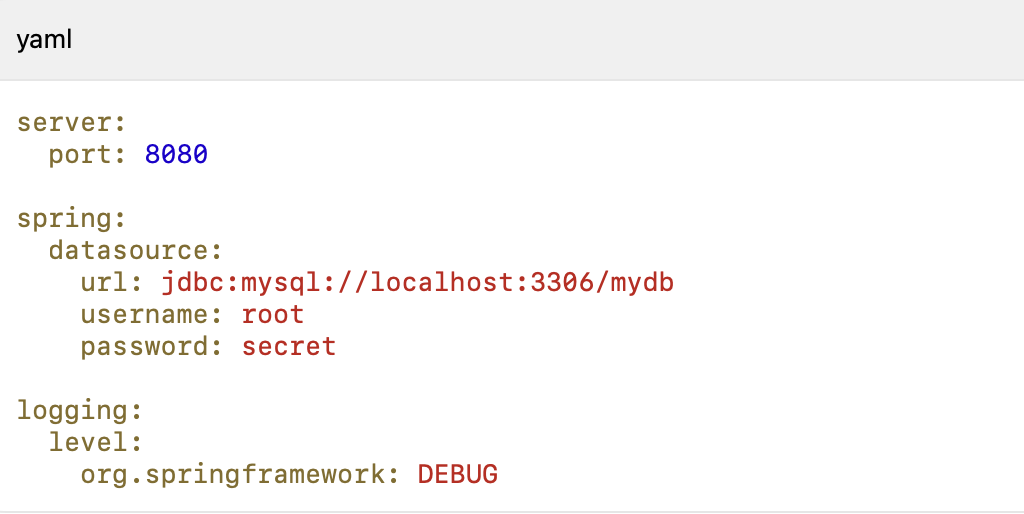 yaml
server:
  port: 8080
spring:
  datasource:
    url: jdbc:mysql://localhost:3306/mydb
    username: root
    password: secret
logging:
  level:
    org.springframework: DEBUG